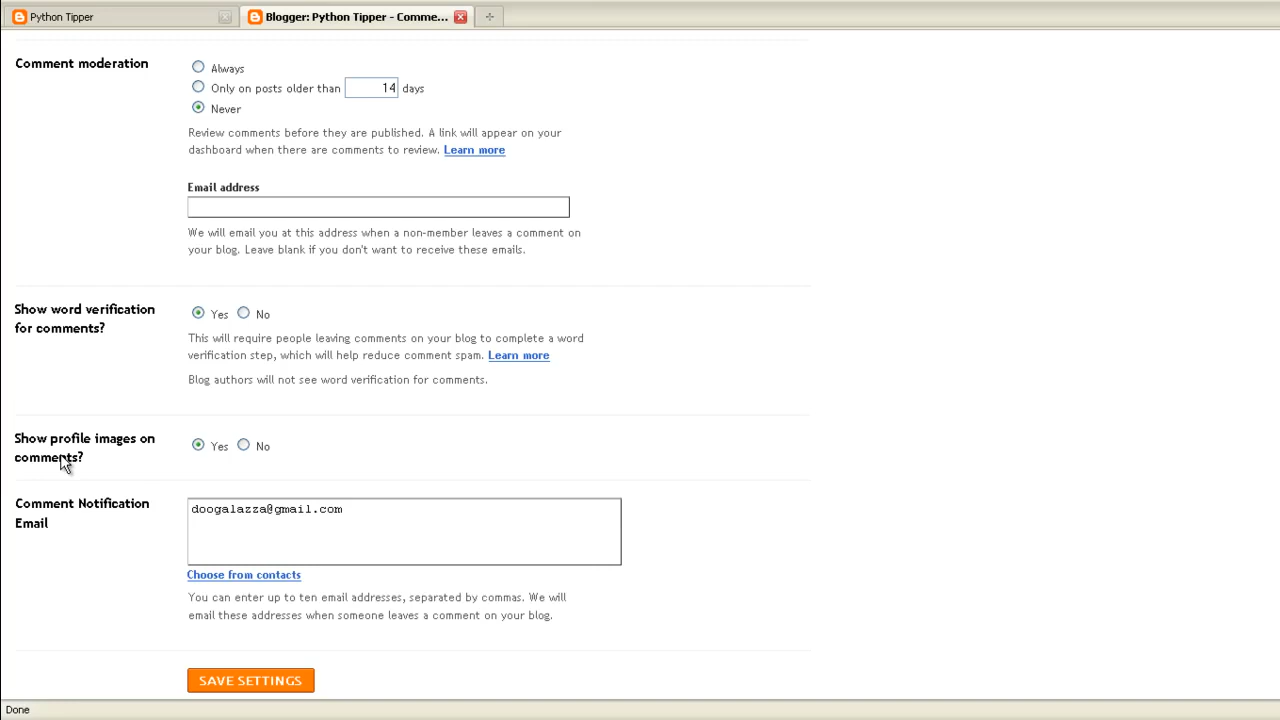 Python Tipper
Blogger: Python Tipper - Comme...
Comment moderation
Always
Only on posts older than 14 days
Never
Review comments before they are published. A link will appear on your
dashboard when there are comments to review. Learn more
Email address
We will email you at this address when a non-member leaves a comment on
your blog. Leave blank if you don't want to receive these emails.
Show word verification
for comments?
Yes No
This will require people leaving comments on your blog to complete a word
verification step, which will help reduce comment spam. Learn more
Blog authors will not see word verification for comments.
Show profile images on
comments?
Yes No
Comment Notification
Email
doogalazza@gmail.com
Choose from contacts
You can enter up to ten email addresses, separated by commas. We will
email these addresses when someone leaves a comment on your blog.
SAVE SETTINGS
Done